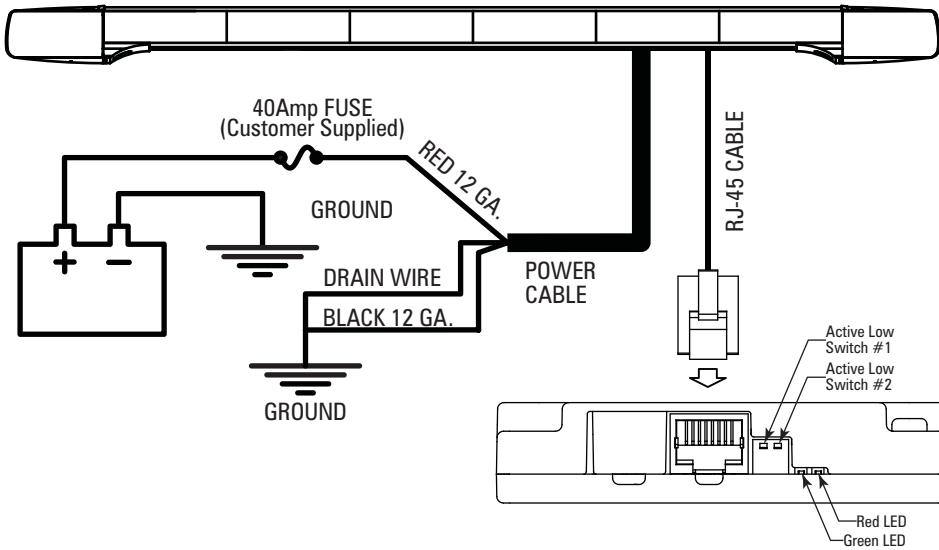 40Amp FUSE
(Customer Supplied)
RED 12 GA.
RJ-45 CABLE
GROUND
+ −
DRAIN WIRE
POWER
CABLE
BLACK 12 GA.
GROUND
Active Low
Switch #1
Active Low
Switch #2
Red LED
Green LED